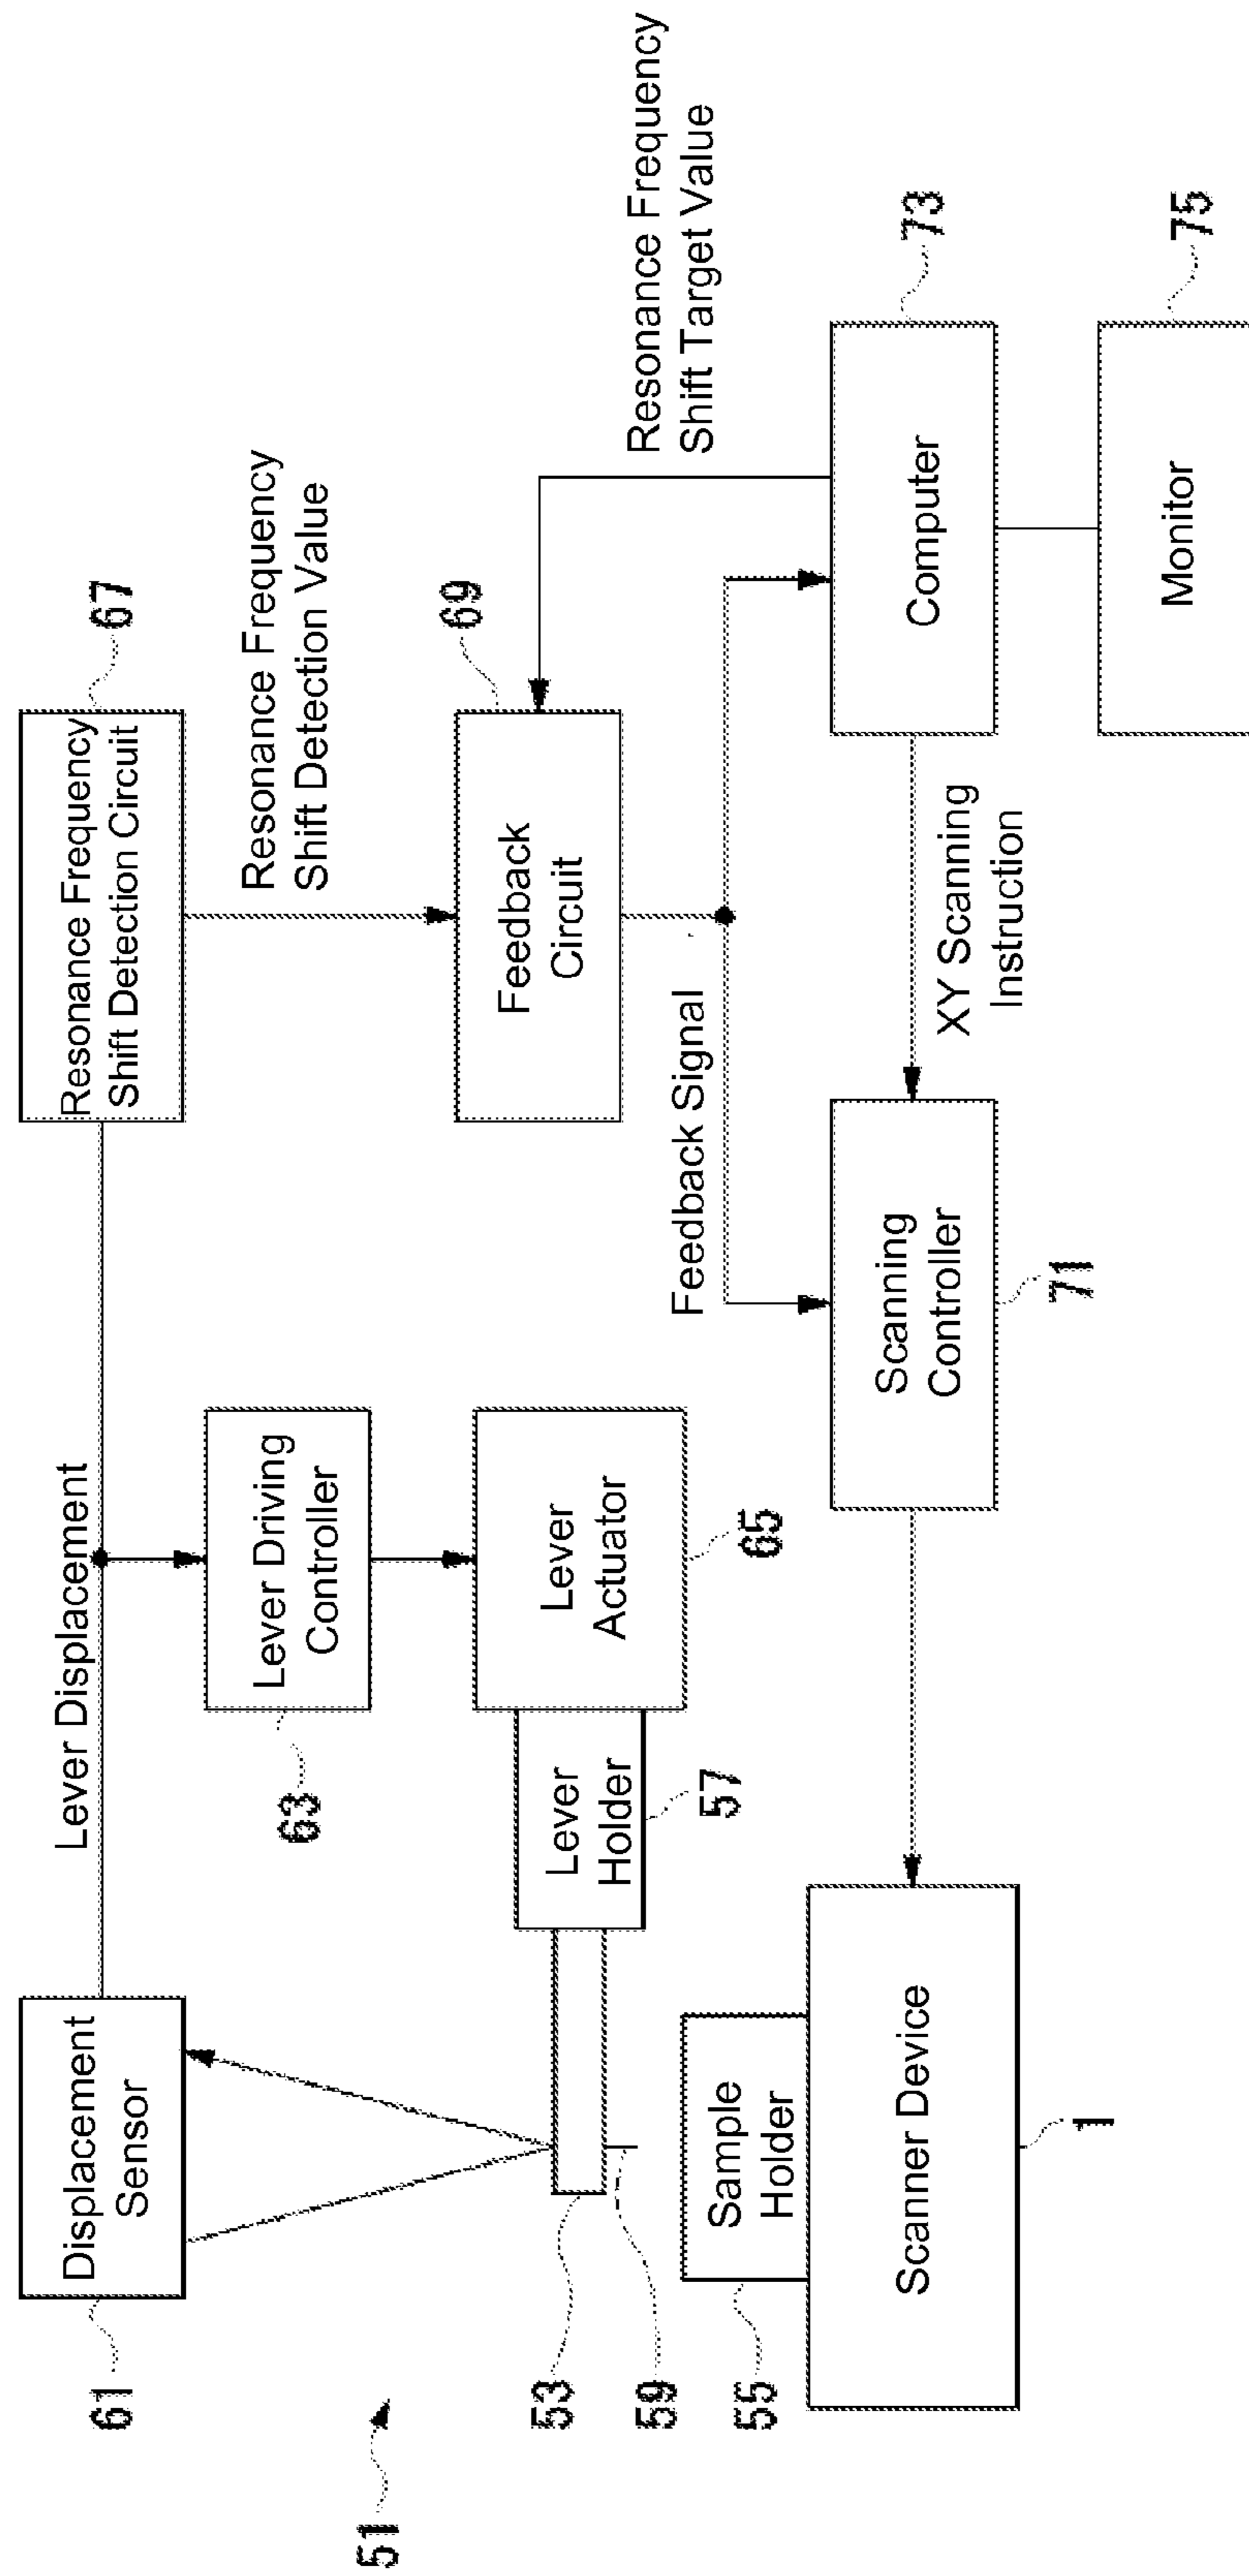 51
61
Displacement
Sensor
Lever Displacement
Resonance Frequency
Shift Detection Circuit
67
Resonance Frequency
Shift Detection Value
63
Lever Driving
Controller
69
Feedback
Circuit
Resonance Frequency
Shift Target Value
53
59
Lever
Holder
57
Lever
Actuator
65
Feedback Signal
55
Sample
Holder
Scanner Device
1
Scanning
Controller
71
XY Scanning
Instruction
Computer
73
Monitor
75